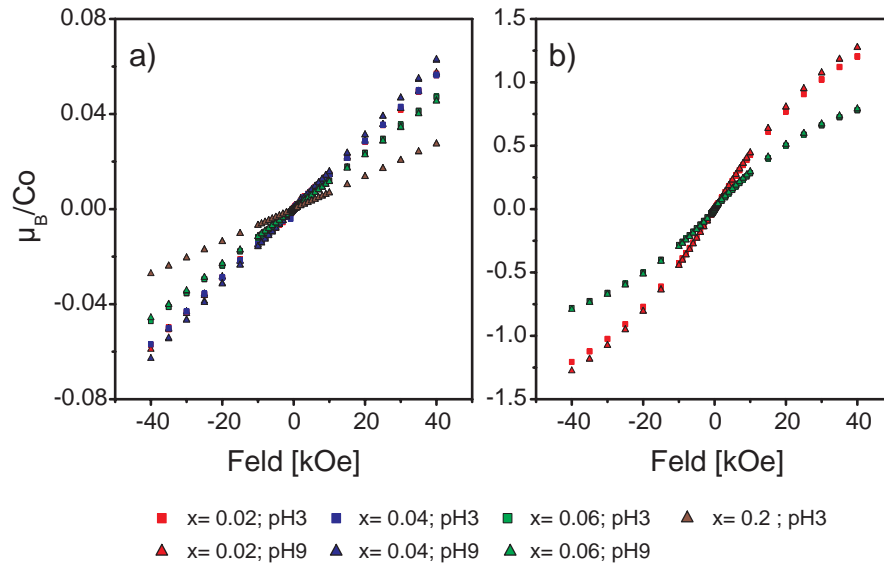 a)
b)
0.08
0.04
0.00
-0.04
-0.08
μB/Co
1.5
1.0
0.5
0.0
-0.5
-1.0
-1.5
-40 -20 0 20 40
-40 -20 0 20 40
Feld [kOe]
Feld [kOe]
x= 0.02; pH3 x= 0.04; pH3 x= 0.06; pH3 x= 0.2 ; pH3
x= 0.02; pH9 x= 0.04; pH9 x= 0.06; pH9